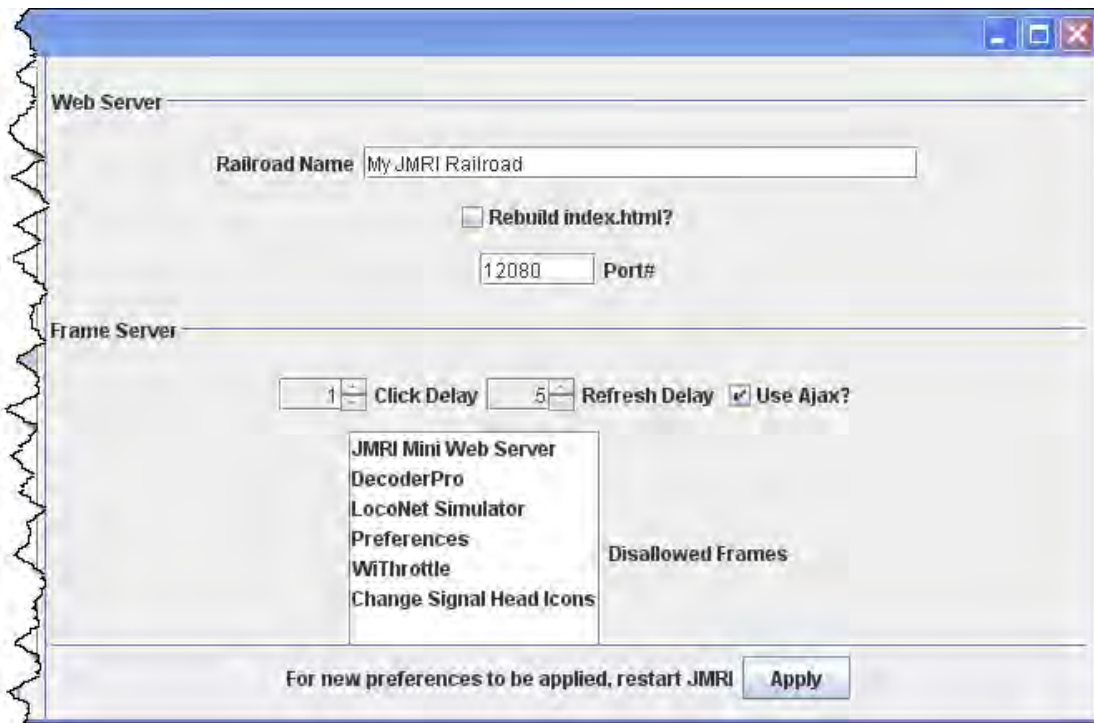 Web Server
Railroad Name My JMRI Railroad
Rebuild index.html?
12080 Port#
Frame Server
1 Click Delay 5 Refresh Delay Use Ajax?
JMRI Mini Web Server
DecoderPro
LocoNet Simulator
Preferences
WiThrottle
Disallowed Frames
Change Signal Head Icons
For new preferences to be applied, restart JMRI Apply